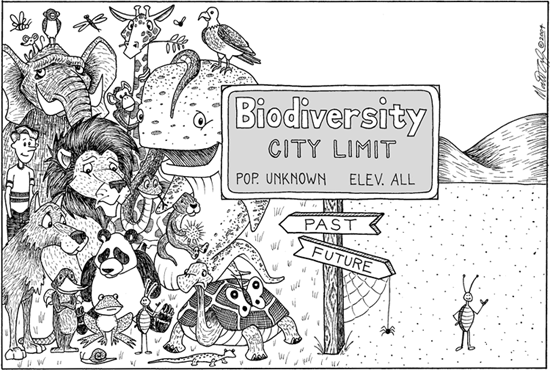 Biodiversity
CITY LIMIT
POP. UNKNOWN ELEV. ALL
PAST
FUTURE